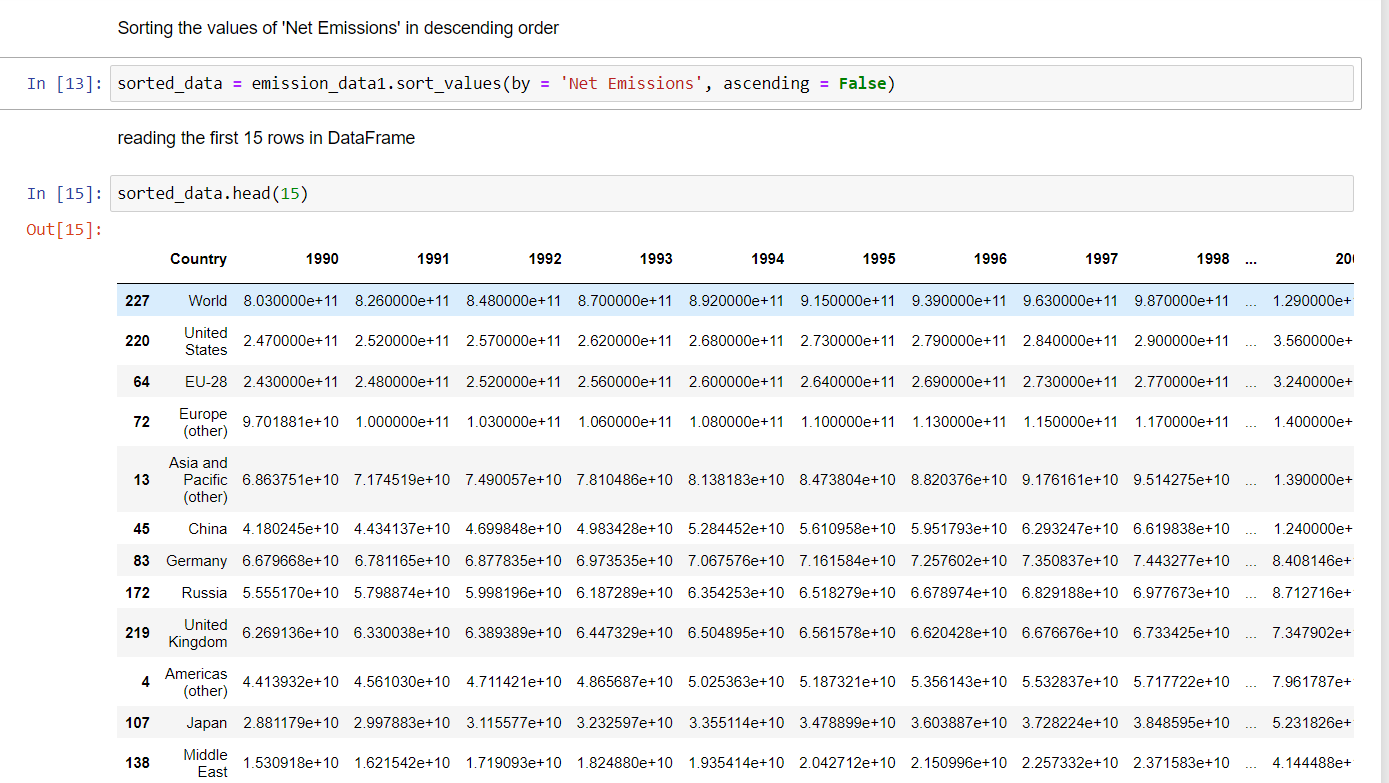 Sorting the values of 'Net Emissions' in descending order
In [13]: sorted_data = emission_data1.sort_values(by = 'Net Emissions', ascending = False)
reading the first 15 rows in DataFrame
In [15]: sorted_data.head(15)
Out[15]:
Country 1990 1991 1992 1993 1994 1995 1996 1997 1998 ... 200
227 World 8.030000e+11 8.260000e+11 8.480000e+11 8.700000e+11 8.920000e+11 9.150000e+11 9.390000e+11 9.630000e+11 9.870000e+11 ... 1.290000e+
220 United States 2.470000e+11 2.520000e+11 2.570000e+11 2.620000e+11 2.680000e+11 2.730000e+11 2.790000e+11 2.840000e+11 2.900000e+11 ... 3.560000e+
64 EU-28 2.430000e+11 2.480000e+11 2.520000e+11 2.560000e+11 2.600000e+11 2.640000e+11 2.690000e+11 2.730000e+11 2.770000e+11 ... 3.240000e+
72 Europe (other) 9.701881e+10 1.000000e+11 1.030000e+11 1.060000e+11 1.080000e+11 1.100000e+11 1.130000e+11 1.150000e+11 1.170000e+11 ... 1.400000e+
13 Asia and Pacific (other) 6.863751e+10 7.174519e+10 7.490057e+10 7.810486e+10 8.138183e+10 8.473804e+10 8.820376e+10 9.176161e+10 9.514275e+10 ... 1.390000e+
45 China 4.180245e+10 4.434137e+10 4.699848e+10 4.983428e+10 5.284452e+10 5.610958e+10 5.951793e+10 6.293247e+10 6.619838e+10 ... 1.240000e+
83 Germany 6.679668e+10 6.781165e+10 6.877835e+10 6.973535e+10 7.067576e+10 7.161584e+10 7.257602e+10 7.350837e+10 7.443277e+10 ... 8.408146e+
172 Russia 5.555170e+10 5.798874e+10 5.998196e+10 6.187289e+10 6.354253e+10 6.518279e+10 6.678974e+10 6.829188e+10 6.977673e+10 ... 8.712716e+
219 United Kingdom 6.269136e+10 6.330038e+10 6.389389e+10 6.447329e+10 6.504895e+10 6.561578e+10 6.620428e+10 6.676676e+10 6.733425e+10 ... 7.347902e+
4 Americas (other) 4.413932e+10 4.561030e+10 4.711421e+10 4.865687e+10 5.025363e+10 5.187321e+10 5.356143e+10 5.532837e+10 5.717722e+10 ... 7.961787e+
107 Japan 2.881179e+10 2.997883e+10 3.115577e+10 3.232597e+10 3.355114e+10 3.478899e+10 3.603887e+10 3.728224e+10 3.848595e+10 ... 5.231826e+
138 Middle East 1.530918e+10 1.621542e+10 1.719093e+10 1.824880e+10 1.935414e+10 2.042712e+10 2.150996e+10 2.257332e+10 2.371583e+10 ... 4.144488e+